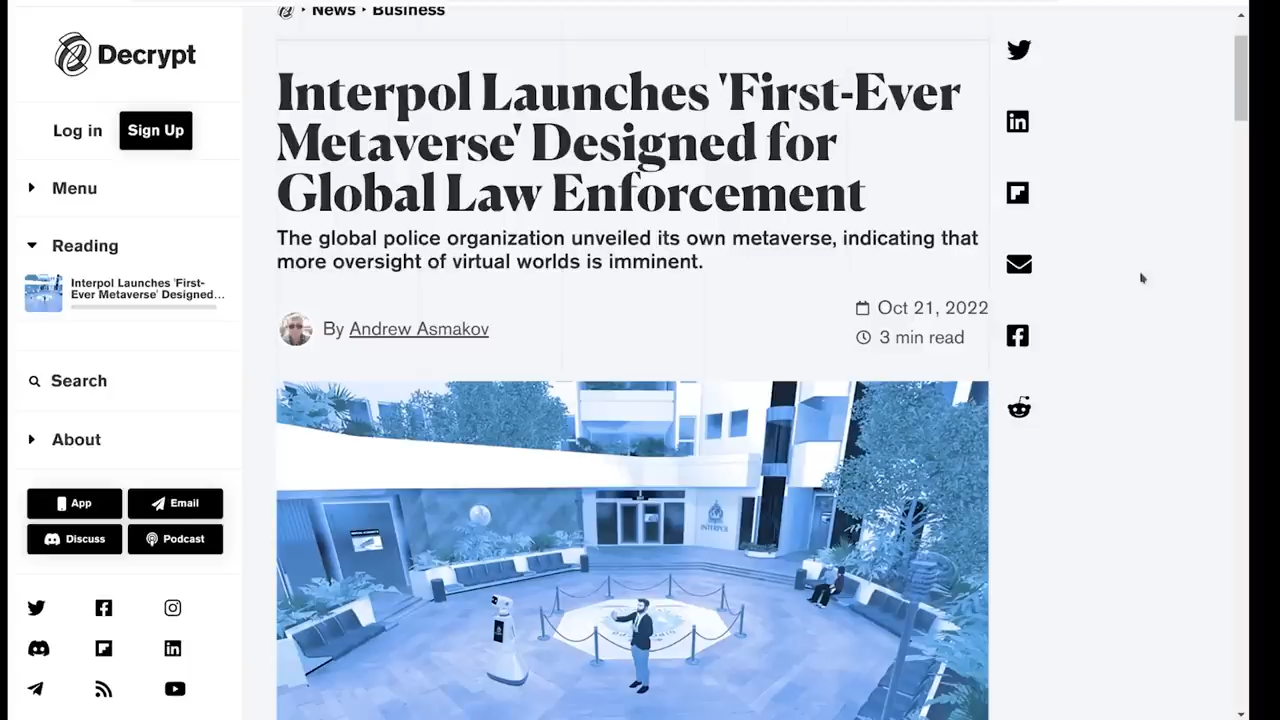 News
Business
Decrypt
Log in
Sign Up
Menu
Reading
Interpol Launches 'First-
Ever Metaverse' Designed...
Search
About
App
Email
Discuss
Podcast
Interpol Launches 'First-Ever
Metaverse' Designed for
Global Law Enforcement
The global police organization unveiled its own metaverse, indicating that
more oversight of virtual worlds is imminent.
By Andrew Asmakov
Oct 21, 2022
3 min read
INTERPOL